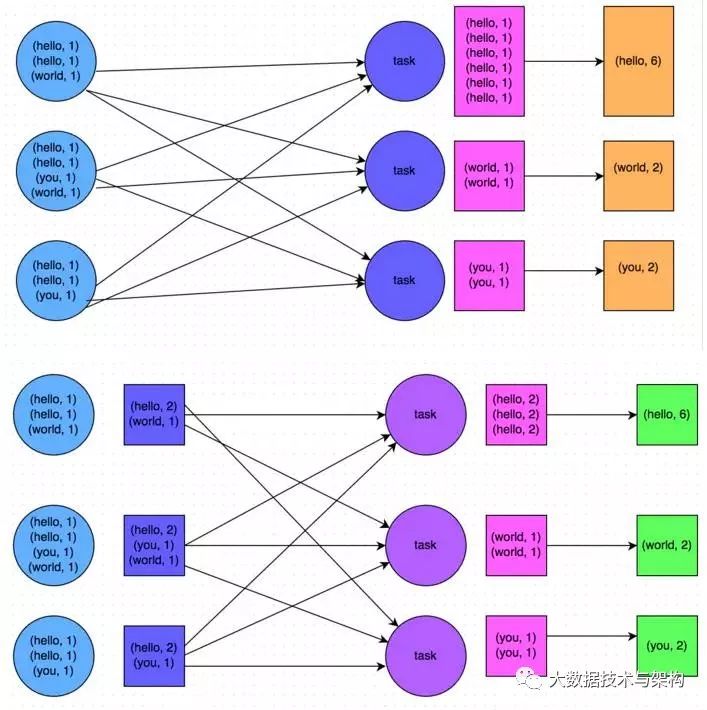 (hello, 1)
(hello, 1)
(world, 1)
task
(hello, 1)
(hello, 1)
(hello, 1)
(hello, 1)
(hello, 1)
(hello, 1)
(hello, 6)
(hello, 1)
(hello, 1)
(you, 1)
(world, 1)
task
(world, 1)
(world, 1)
(world, 2)
(hello, 1)
(hello, 1)
(you, 1)
task
(you, 1)
(you, 1)
(you, 2)
(hello, 1)
(hello, 1)
(world, 1)
(hello, 2)
(world, 1)
task
(hello, 2)
(hello, 2)
(hello, 2)
(hello, 6)
(hello, 1)
(hello, 1)
(you, 1)
(world, 1)
(hello, 2)
(you, 1)
(world, 1)
task
(world, 1)
(world, 1)
(world, 2)
(hello, 1)
(hello, 1)
(you, 1)
(hello, 2)
(you, 1)
task
(you, 1)
(you, 1)
(you, 2)
大数据技术与架构